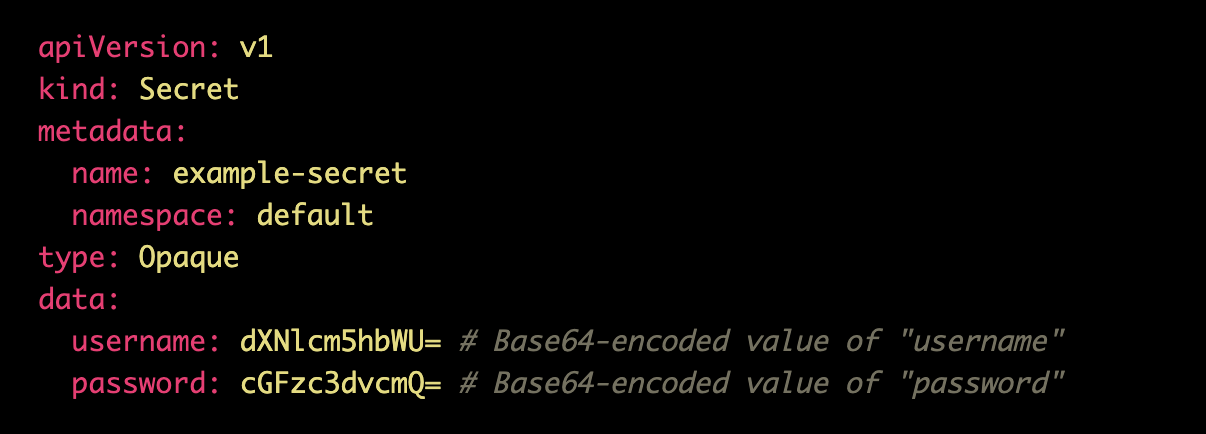 apiVersion: v1
kind: Secret
metadata:
  name: example-secret
  namespace: default
type: Opaque
data:
  username: dXNlcm5hbWU= # Base64-encoded value of "username"
  password: cGFzc3dvcmQ= # Base64-encoded value of "password"